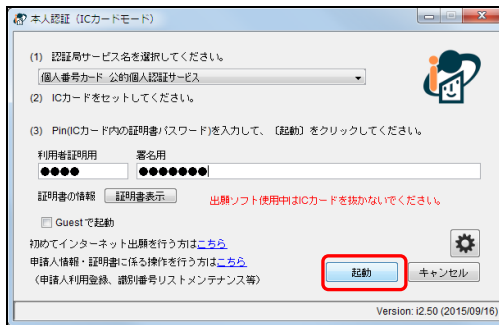 本人認証（ICカードモード）
(1) 認証局サービス名を選択してください。
個人番号カード 公的個人認証サービス
(2) ICカードをセットしてください。
(3) Pin(ICカード内の証明書パスワード)を入力して、〔起動〕をクリックしてください。
利用者証明用 署名用
●●●● ●●●●●●●
証明書の情報 証明書表示 出願ソフト使用中はICカードを抜かないでください。
Guestで起動
初めてインターネット出願を行う方はこちら
申請人情報・証明書に係る操作を行う方はこちら
（申請人利用登録、識別番号リストメンテナンス等） 起動 キャンセル
Version: i2.50 (2015/09/16)